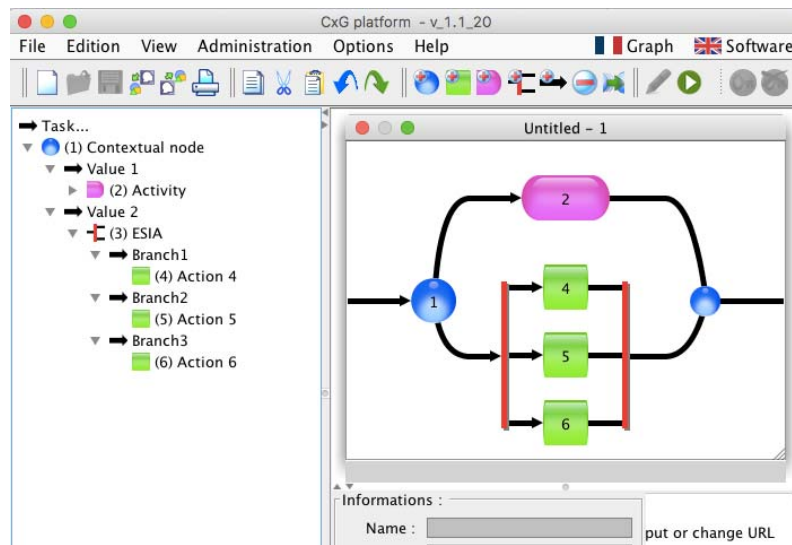 CxG platform - v_1.1_20
File Edition View Administration Options Help Graph Software
Task...
(1) Contextual node
Value 1
(2) Activity
Value 2
(3) ESIA
Branch1
(4) Action 4
Branch2
(5) Action 5
Branch3
(6) Action 6
Untitled - 1
2
1
4
5
6
Informations :
Name :
put or change URL